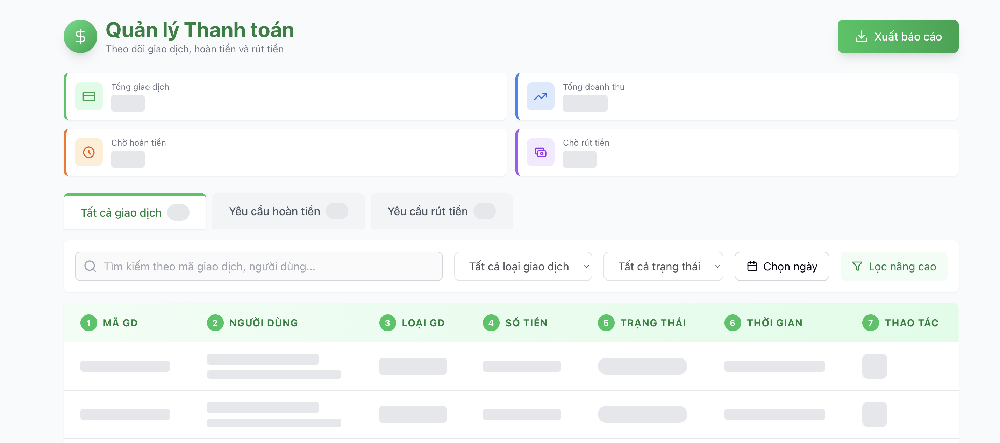 Quản lý Thanh toán
Theo dõi giao dịch, hoàn tiền và rút tiền
Xuất báo cáo
Tổng giao dịch
Tổng doanh thu
Chờ hoàn tiền
Chờ rút tiền
Tất cả giao dịch
Yêu cầu hoàn tiền
Yêu cầu rút tiền
Tìm kiếm theo mã giao dịch, người dùng...
Tất cả loại giao dịch
Tất cả trạng thái
Chọn ngày
Lọc nâng cao
1 MÃ GD
2 NGƯỜI DÙNG
3 LOẠI GD
4 SỐ TIỀN
5 TRẠNG THÁI
6 THỜI GIAN
7 THAO TÁC